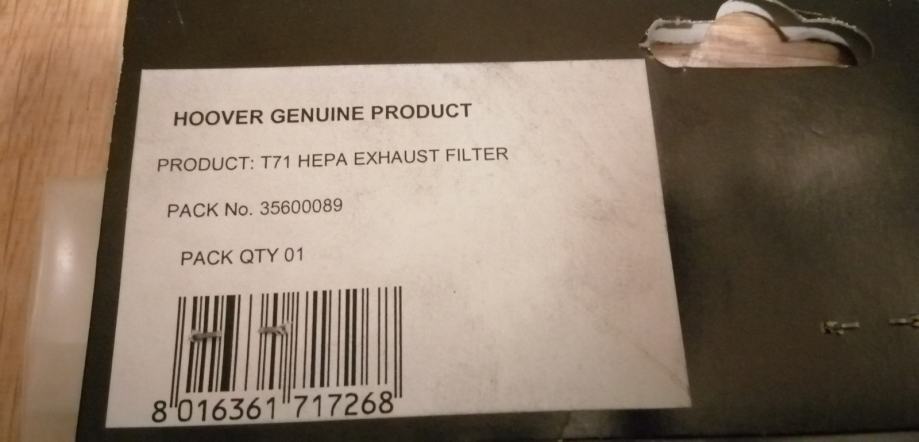 HOOVER GENUINE PRODUCT
PRODUCT: T71 HEPA EXHAUST FILTER
PACK No. 35600089
PACK QTY 01
8 016361 717268